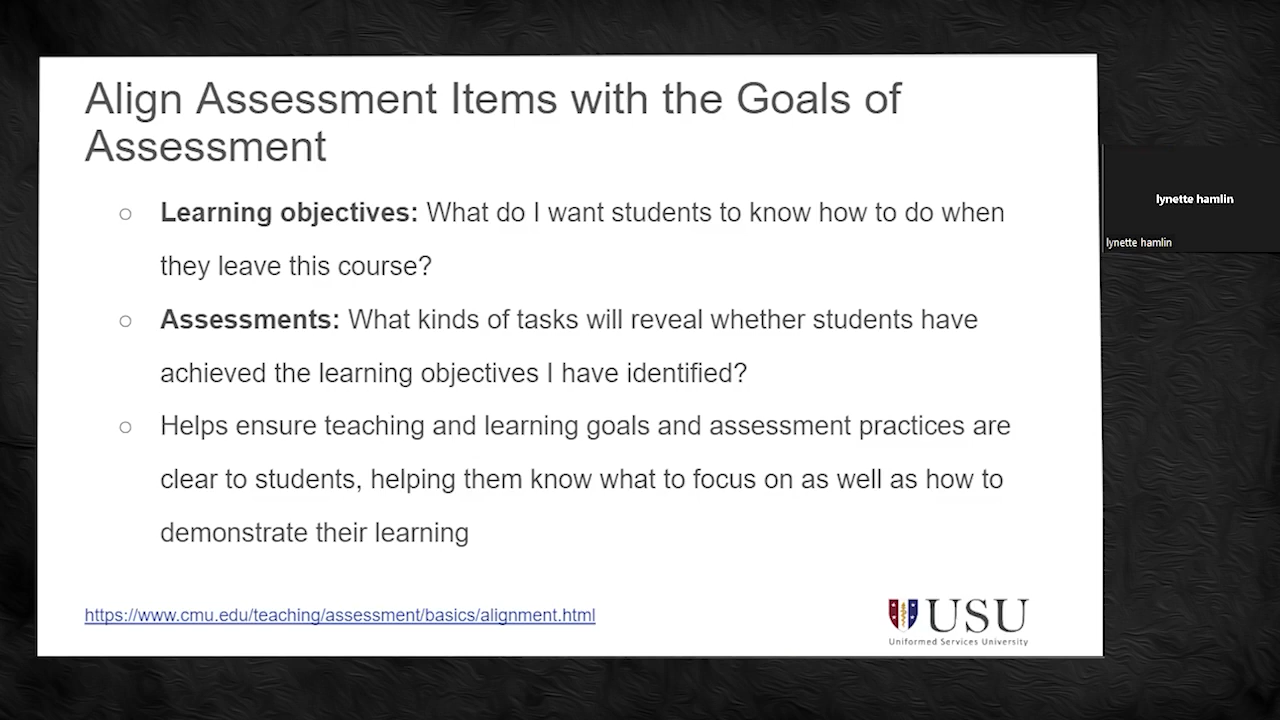 Align Assessment Items with the Goals of
Assessment
○ Learning objectives: What do I want students to know how to do when
they leave this course?
○ Assessments: What kinds of tasks will reveal whether students have
achieved the learning objectives I have identified?
○ Helps ensure teaching and learning goals and assessment practices are
clear to students, helping them know what to focus on as well as how to
demonstrate their learning
https://www.cmu.edu/teaching/assessment/basics/alignment.html
USU
Uniformed Services University
lynette hamlin
lynette hamlin